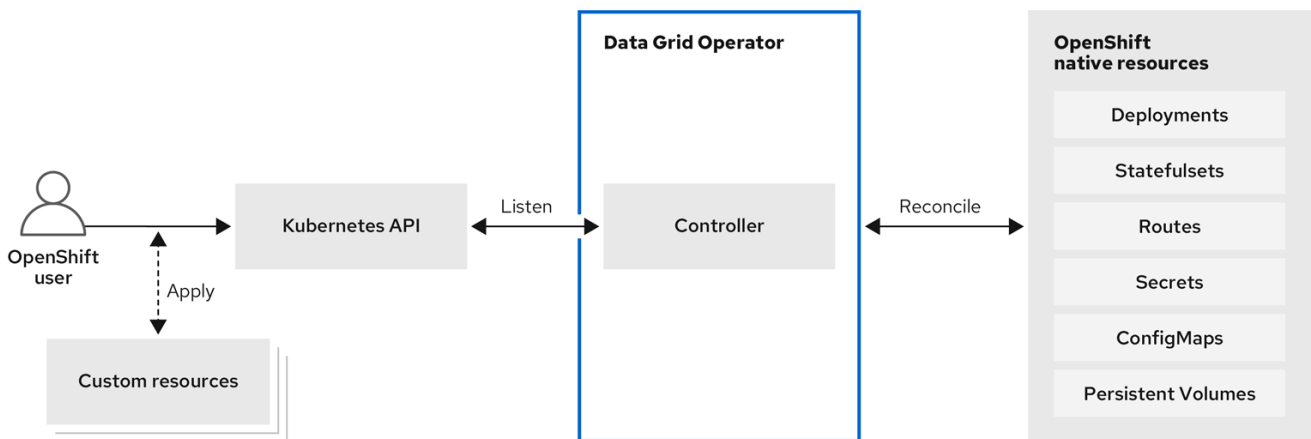 Data Grid Operator
OpenShift
native resources
Deployments
Statefulsets
Routes
Secrets
ConfigMaps
Persistent Volumes
OpenShift
user
Kubernetes API
Listen
Controller
Reconcile
Apply
Custom resources